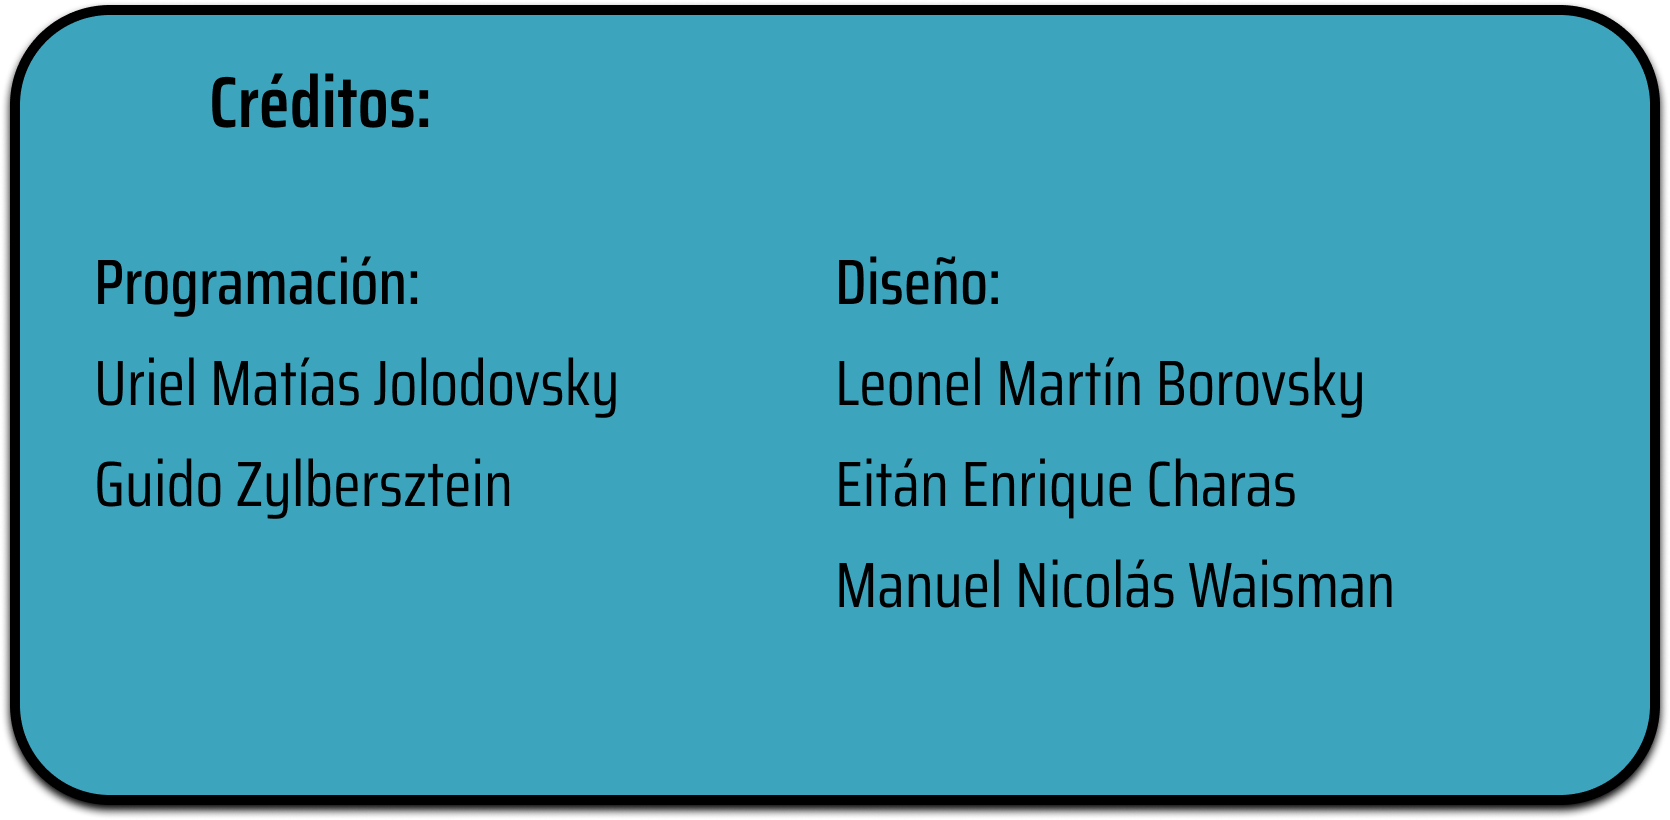 Créditos:
Programación:
Uriel Matías Jolodovsky
Guido Zylbersztein
Diseño:
Leonel Martín Borovsky
Eitán Enrique Charas
Manuel Nicolás Waisman